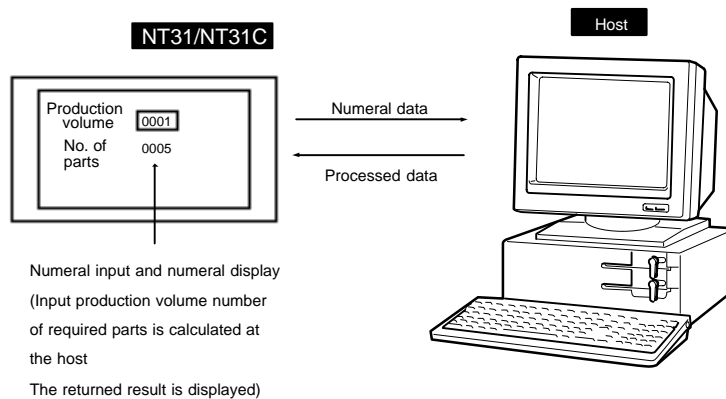 NT31/NT31C
Host
Production
volume
0001
No. of
parts
0005
Numeral data
Processed data
Numeral input and numeral display
(Input production volume number
of required parts is calculated at
the host
The returned result is displayed)